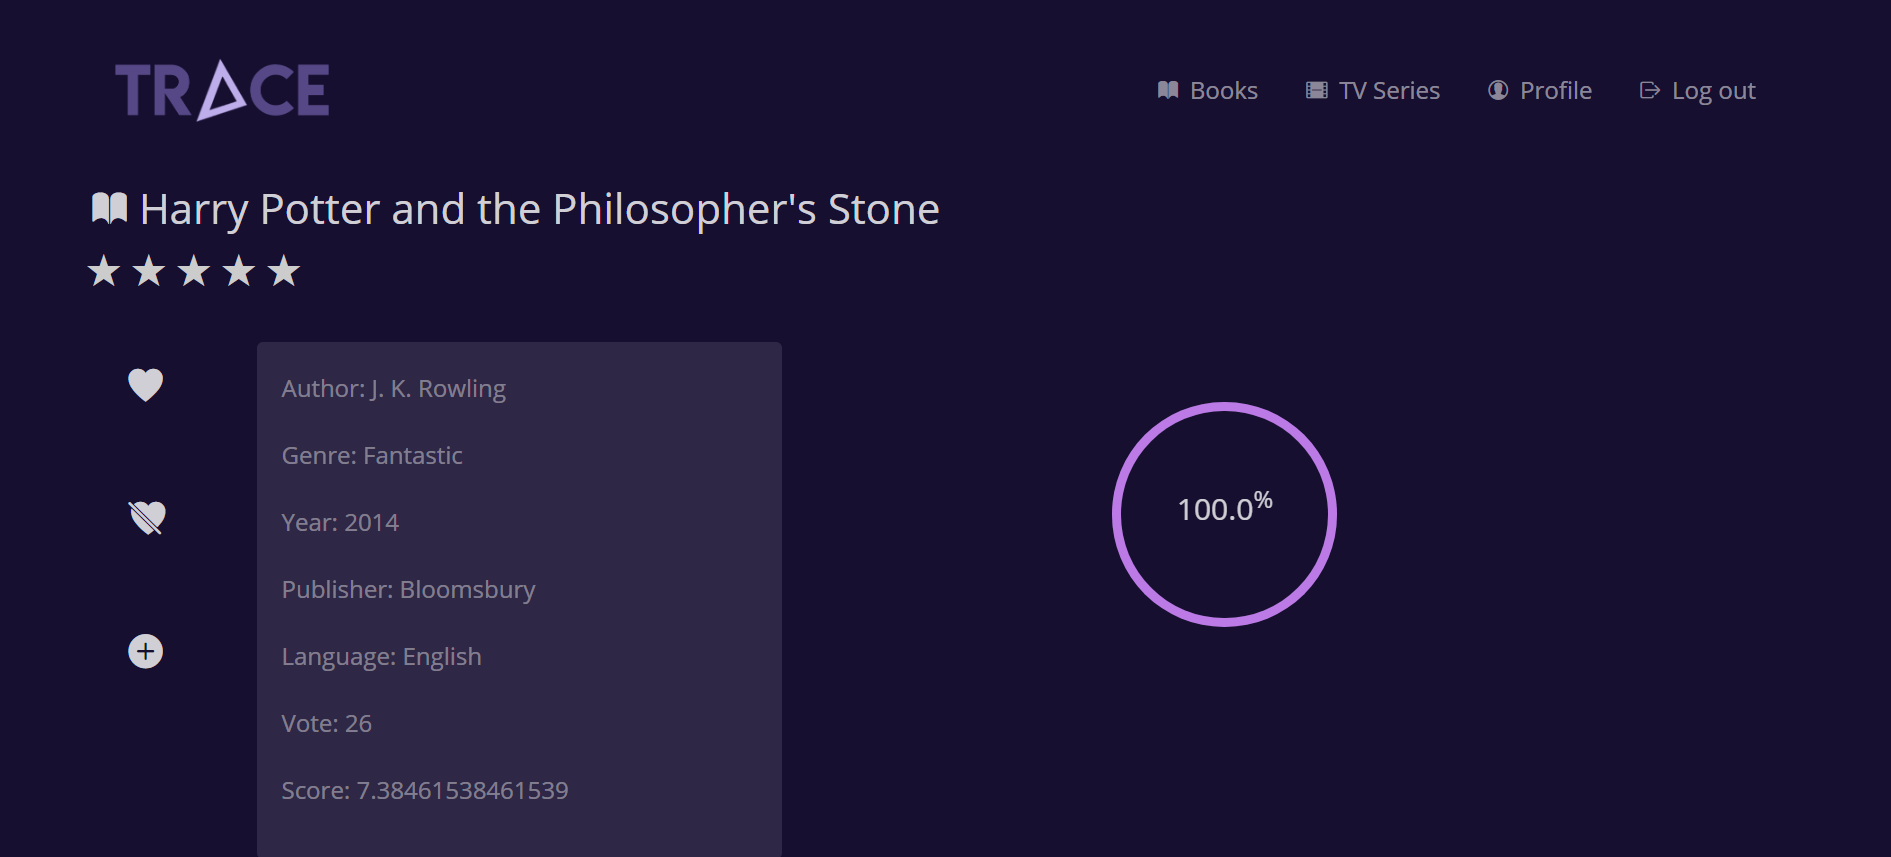 TRACE
Books TV Series Profile Log out
Harry Potter and the Philosopher's Stone
Author: J. K. Rowling
Genre: Fantastic
Year: 2014
Publisher: Bloomsbury
Language: English
Vote: 26
Score: 7.38461538461539
100.0%